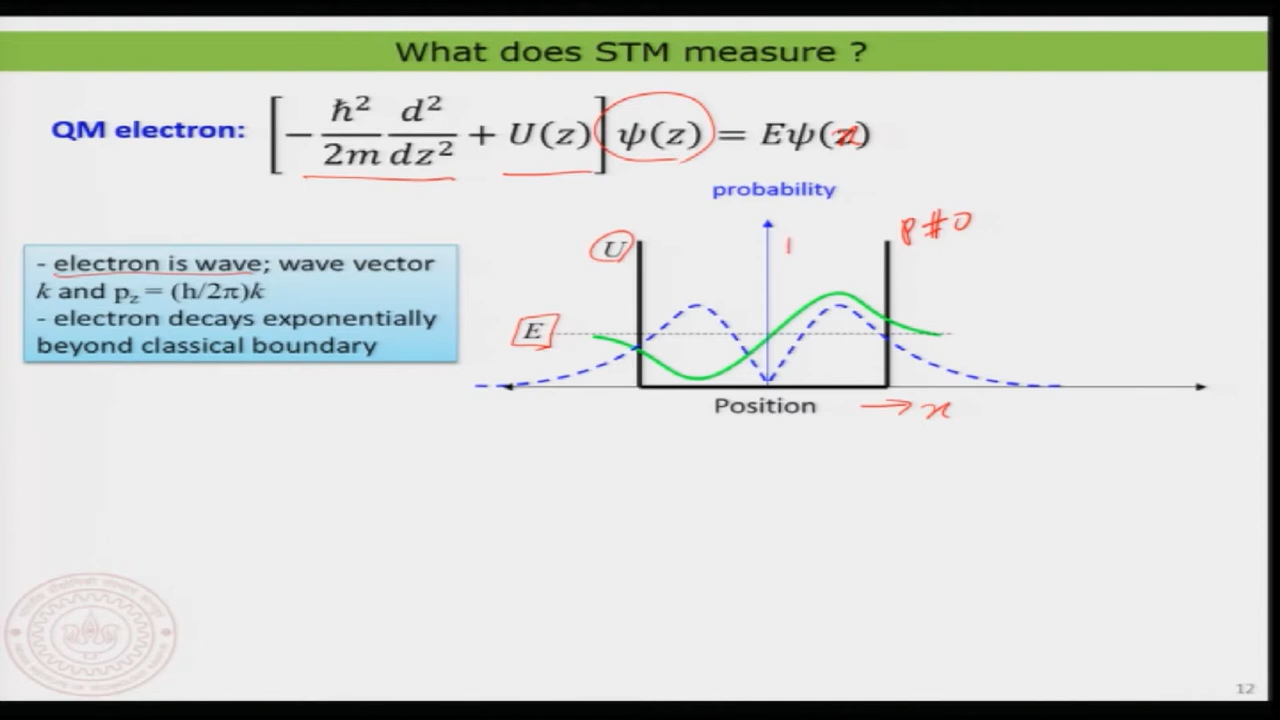 What does STM measure ?
QM electron: [− ℏ²/2m d²/dz² + U(z)] ψ(z) = Eψ(x)
probability
p≠0
U
1
- electron is wave; wave vector
k and p_z = (h/2π)k
- electron decays exponentially
beyond classical boundary
E
Position → x
12